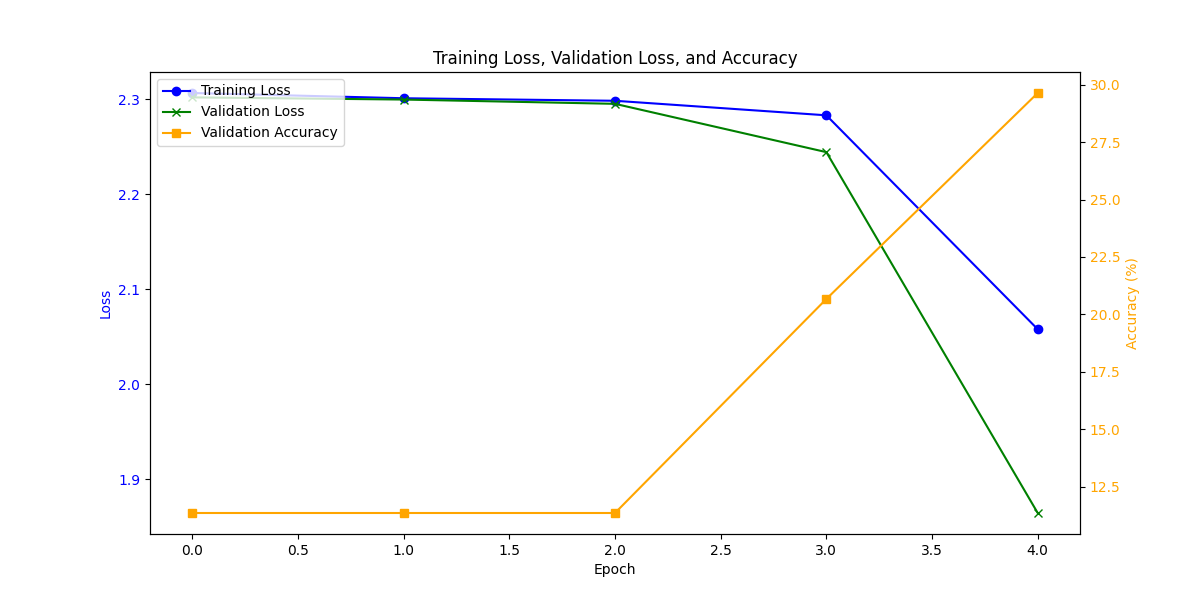 Training Loss, Validation Loss, and Accuracy
Training Loss
Validation Loss
Validation Accuracy
Loss
2.3
2.2
2.1
2.0
1.9
30.0
27.5
25.0
22.5
20.0
17.5
15.0
12.5
Accuracy (%)
0.0 0.5 1.0 1.5 2.0 2.5 3.0 3.5 4.0
Epoch